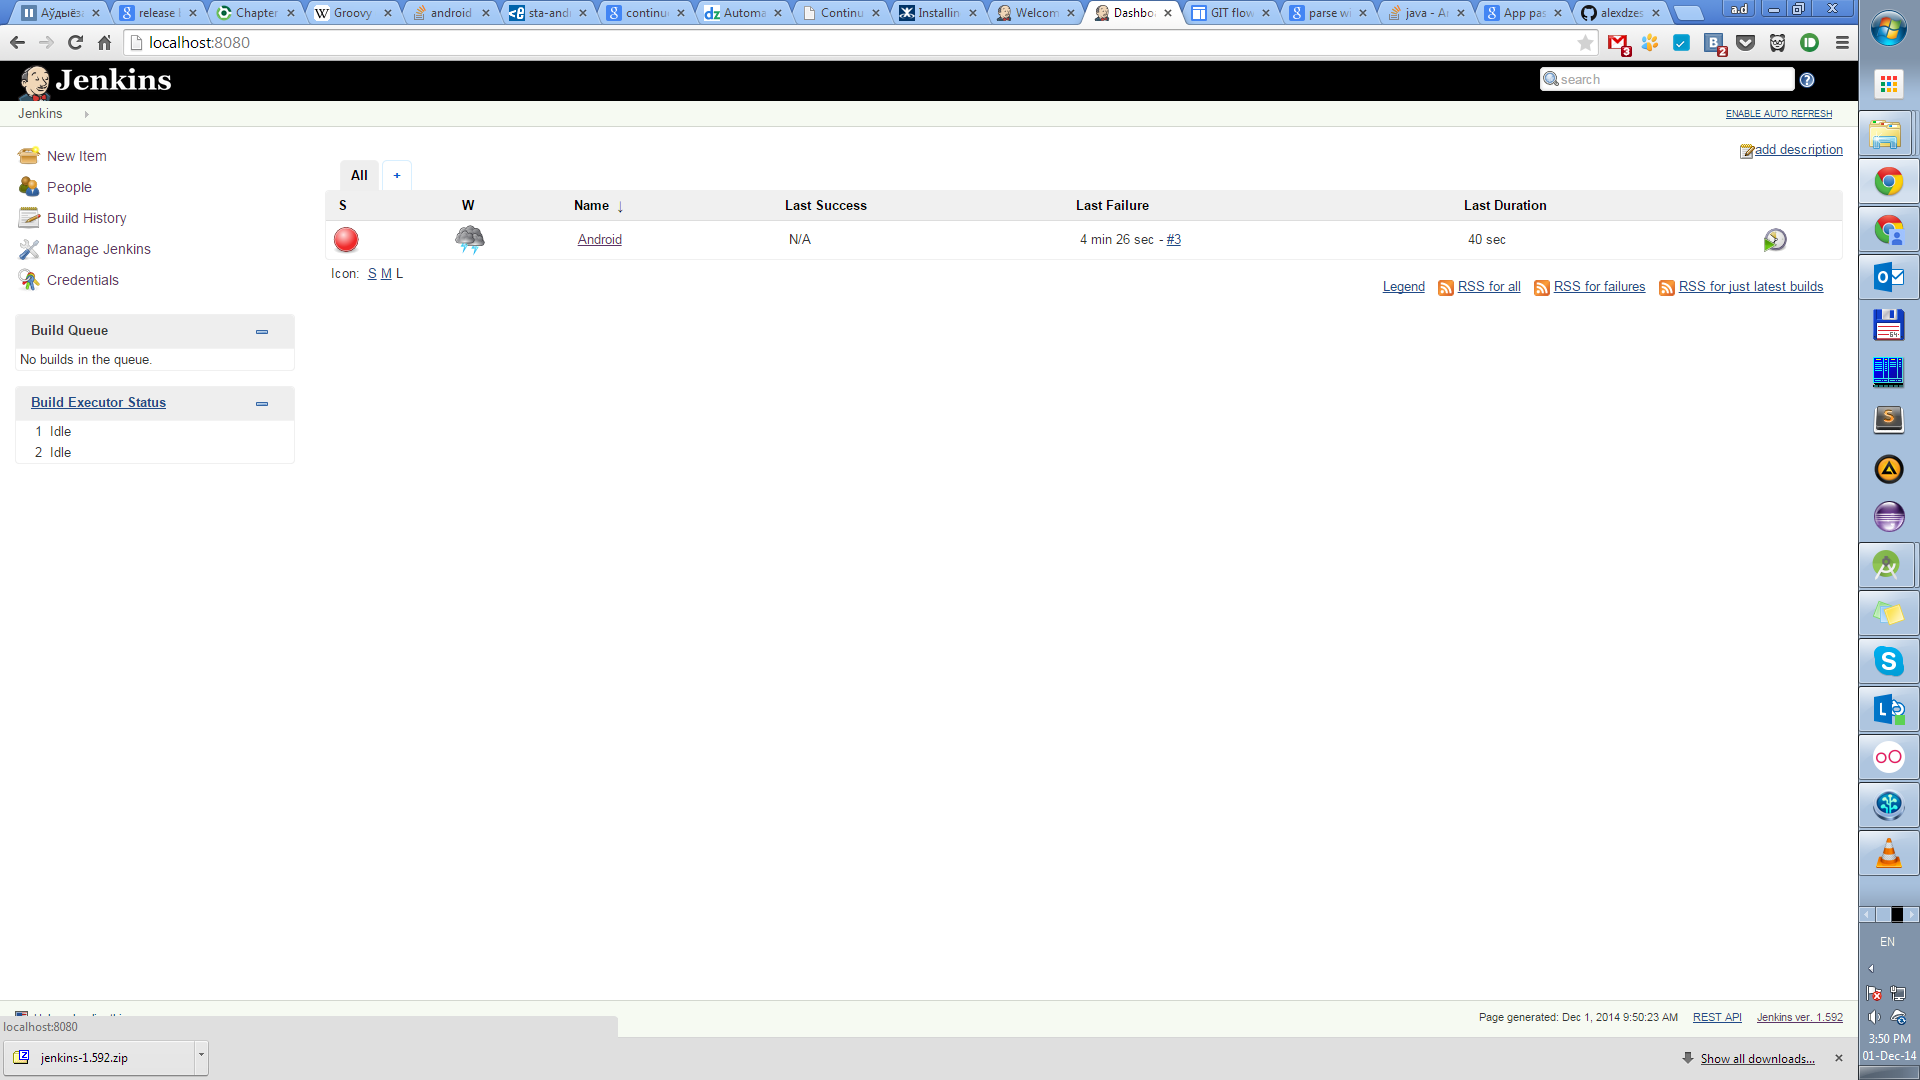 Аўдыёз
release l
Chapter
Groovy
android
sta-and
continu
Automa
Continu
Installin
Welcom
Dashbo
GIT flow
parse wi
java - A
App pas
alexdzes
a.d
localhost:8080
3
2
Jenkins
search
Jenkins
ENABLE AUTO REFRESH
New Item
People
Build History
Manage Jenkins
Credentials
add description
All +
S W Name ↓ Last Success Last Failure Last Duration
Android N/A 4 min 26 sec - #3 40 sec
Icon: S M L
Legend RSS for all RSS for failures RSS for just latest builds
Build Queue
No builds in the queue.
Build Executor Status
1 Idle
2 Idle
Page generated: Dec 1, 2014 9:50:23 AM REST API Jenkins ver. 1.592
localhost:8080
jenkins-1.592.zip
Show all downloads...
EN
3:50 PM
01-Dec-14